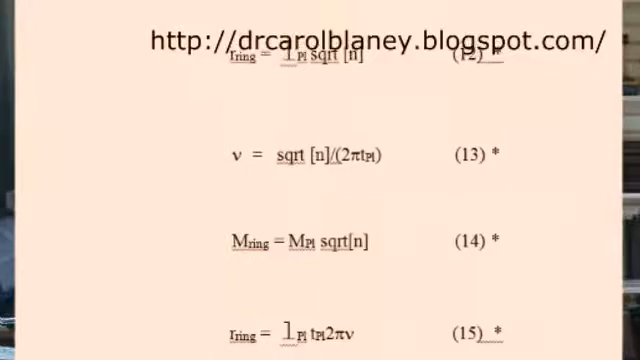 http://drcarolblaney.blogspot.com/
rring = lPl sqrt [n] (12) *
ν = sqrt [n]/(2πtPl) (13) *
Mring = MPl sqrt[n] (14) *
rring = lPl tPl2πν (15) *